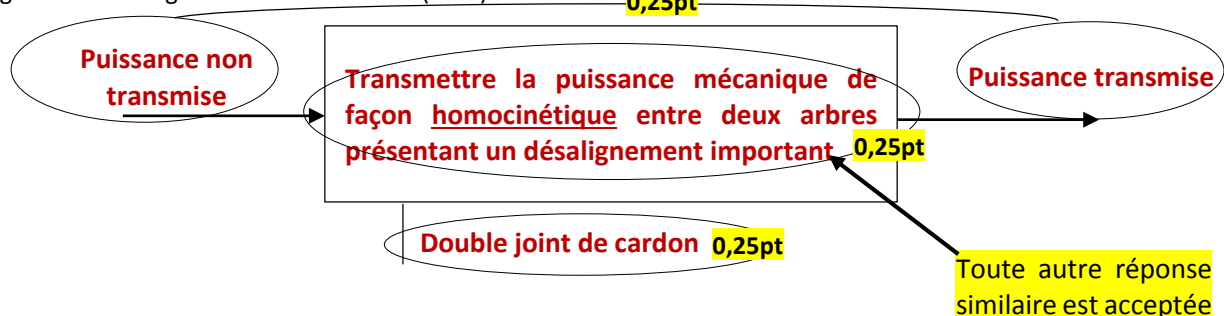 0,25pt
Puissance non
transmise
Transmettre la puissance mécanique de
façon homocinétique entre deux arbres
présentant un désalignement important 0,25pt
Puissance transmise
Double joint de cardon 0,25pt
Toute autre réponse
similaire est acceptée